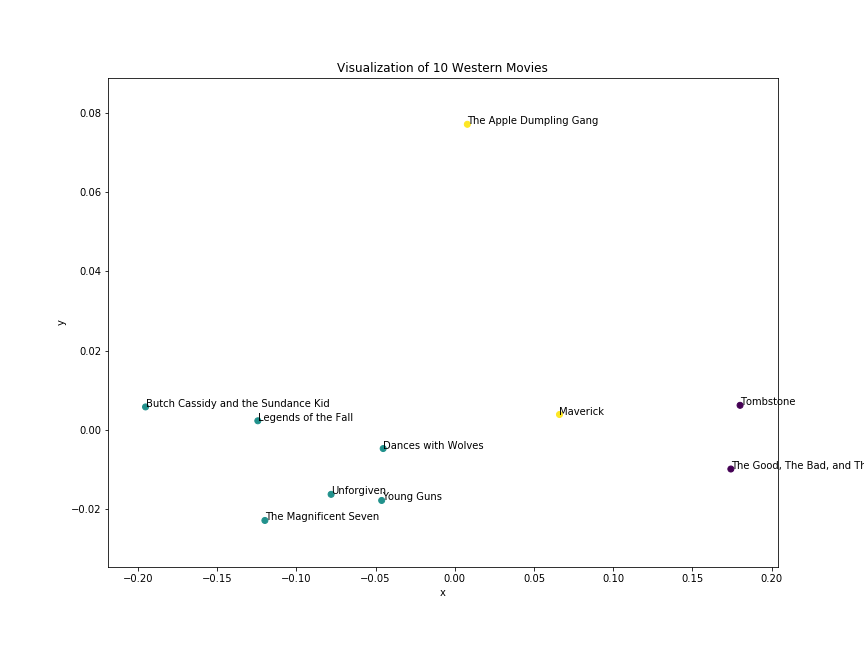 Visualization of 10 Western Movies
0.08
The Apple Dumpling Gang
0.06
0.04
y
0.02
Butch Cassidy and the Sundance Kid
Tombstone
Maverick
Legends of the Fall
0.00
Dances with Wolves
The Good, The Bad, and Th
Unforgiven
Young Guns
−0.02
The Magnificent Seven
−0.20 −0.15 −0.10 −0.05 0.00 0.05 0.10 0.15 0.20
x